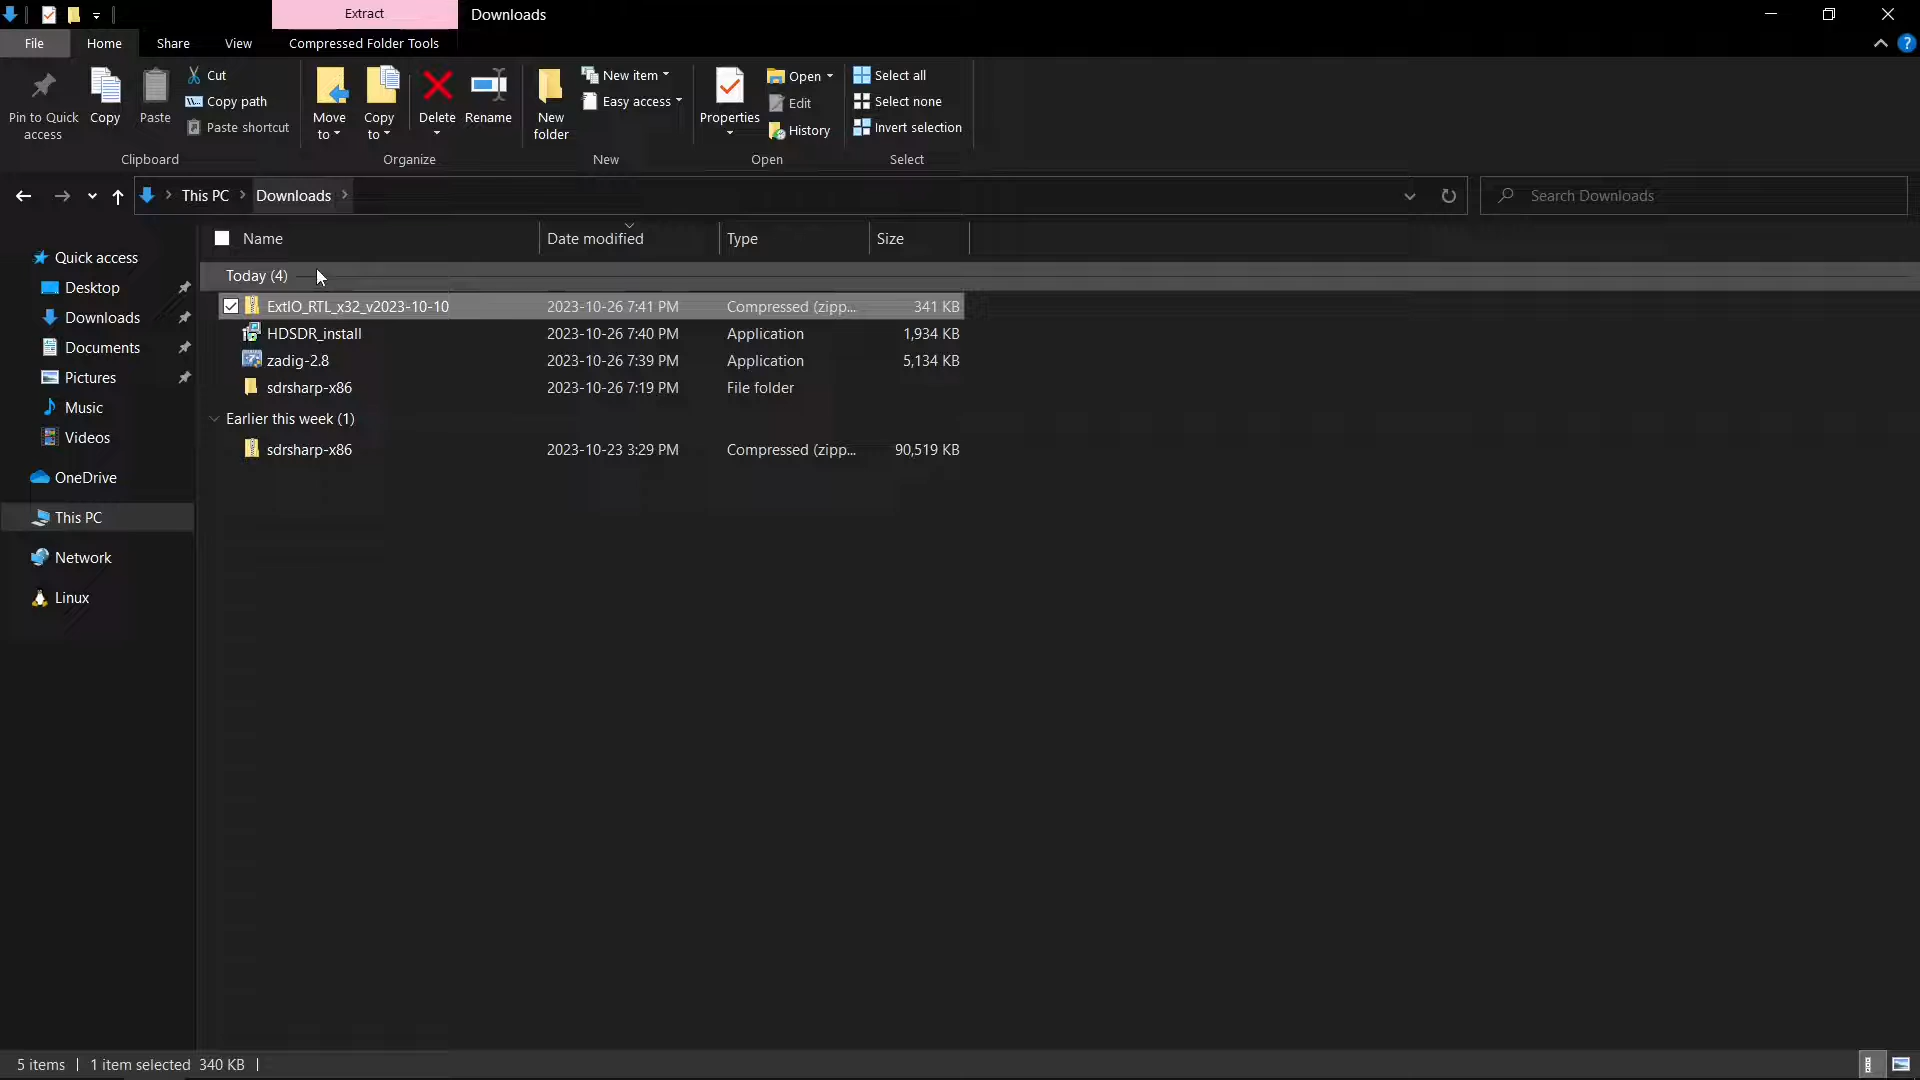 Extract
Downloads
File
Home
Share
View
Compressed Folder Tools
Pin to Quick
access
Copy
Paste
Cut
Copy path
Paste shortcut
Clipboard
Move
to
Copy
to
Delete
Rename
Organize
New
folder
New item
Easy access
New
Properties
Open
Edit
History
Open
Select all
Select none
Invert selection
Select
This PC
Downloads
Search Downloads
Name
Date modified
Type
Size
Quick access
Desktop
Downloads
Documents
Pictures
Music
Videos
OneDrive
This PC
Network
Linux
Today (4)
ExtIO_RTL_x32_v2023-10-10 2023-10-26 7:41 PM Compressed (zipp... 341 KB
HDSDR_install 2023-10-26 7:40 PM Application 1,934 KB
zadig-2.8 2023-10-26 7:39 PM Application 5,134 KB
sdrsharp-x86 2023-10-26 7:19 PM File folder
Earlier this week (1)
sdrsharp-x86 2023-10-23 3:29 PM Compressed (zipp... 90,519 KB
5 items 1 item selected 340 KB